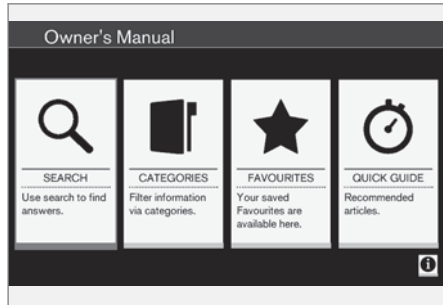 Owner's Manual
SEARCH
Use search to find
answers.
CATEGORIES
Filter information
via categories.
FAVOURITES
Your saved
Favourites are
available here.
QUICK GUIDE
Recommended
articles.